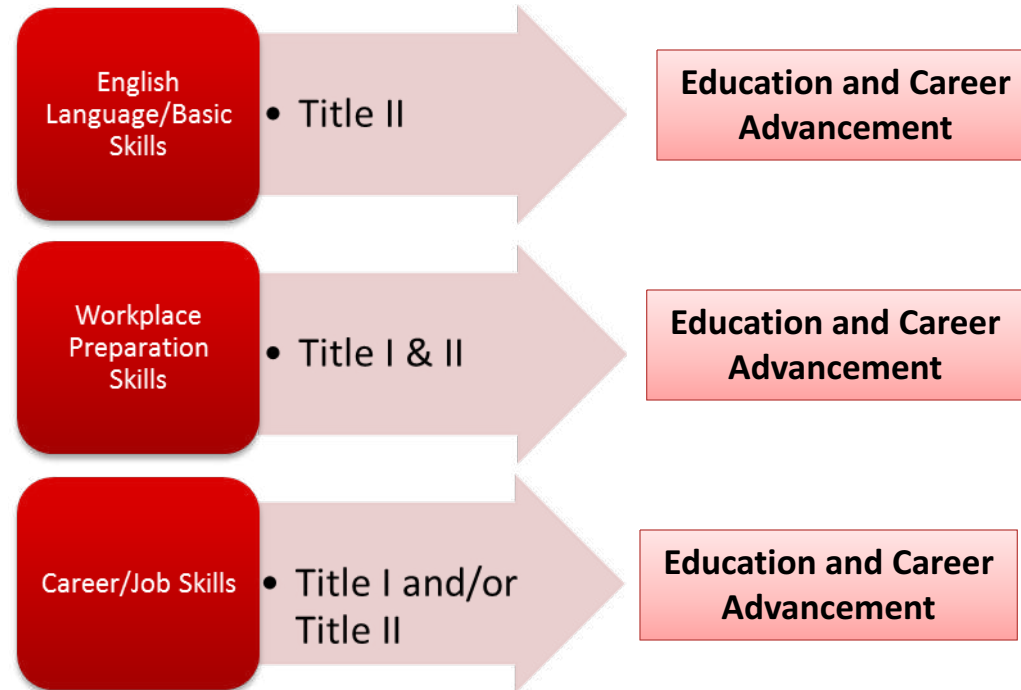 English
Language/Basic
Skills
• Title II
Education and Career
Advancement
Workplace
Preparation
Skills
• Title I & II
Education and Career
Advancement
Career/Job Skills
• Title I and/or
Title II
Education and Career
Advancement